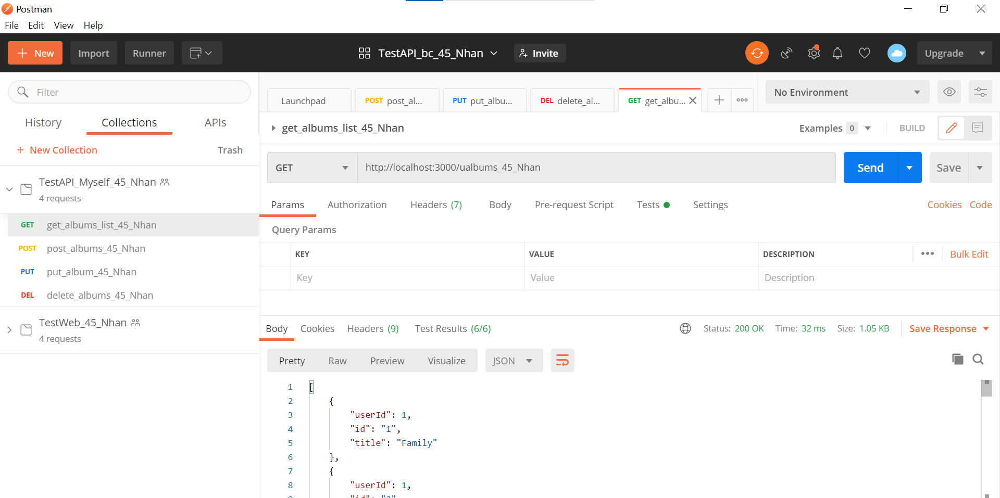 Postman
File Edit View Help
New Import Runner TestAPI_bc_45_Nhan Invite Upgrade
Filter
Launchpad POST post_al... PUT put_albu... DEL delete_al... GET get_albu... No Environment
History Collections APIs
get_albums_list_45_Nhan Examples 0 BUILD
+ New Collection Trash
GET http://localhost:3000/ualbums_45_Nhan Send Save
TestAPI_Myself_45_Nhan
4 requests
Params Authorization Headers (7) Body Pre-request Script Tests Settings Cookies Code
GET get_albums_list_45_Nhan
Query Params
POST post_albums_45_Nhan
KEY VALUE DESCRIPTION Bulk Edit
PUT put_album_45_Nhan
Key Value Description
DEL delete_albums_45_Nhan
TestWeb_45_Nhan
4 requests
Body Cookies Headers (9) Test Results (6/6) Status: 200 OK Time: 32 ms Size: 1.05 KB Save Response
Pretty Raw Preview Visualize JSON
1 [
2 {
3 "userId": 1,
4 "id": "1",
5 "title": "Family"
6 },
7 {
8 "userId": 1,